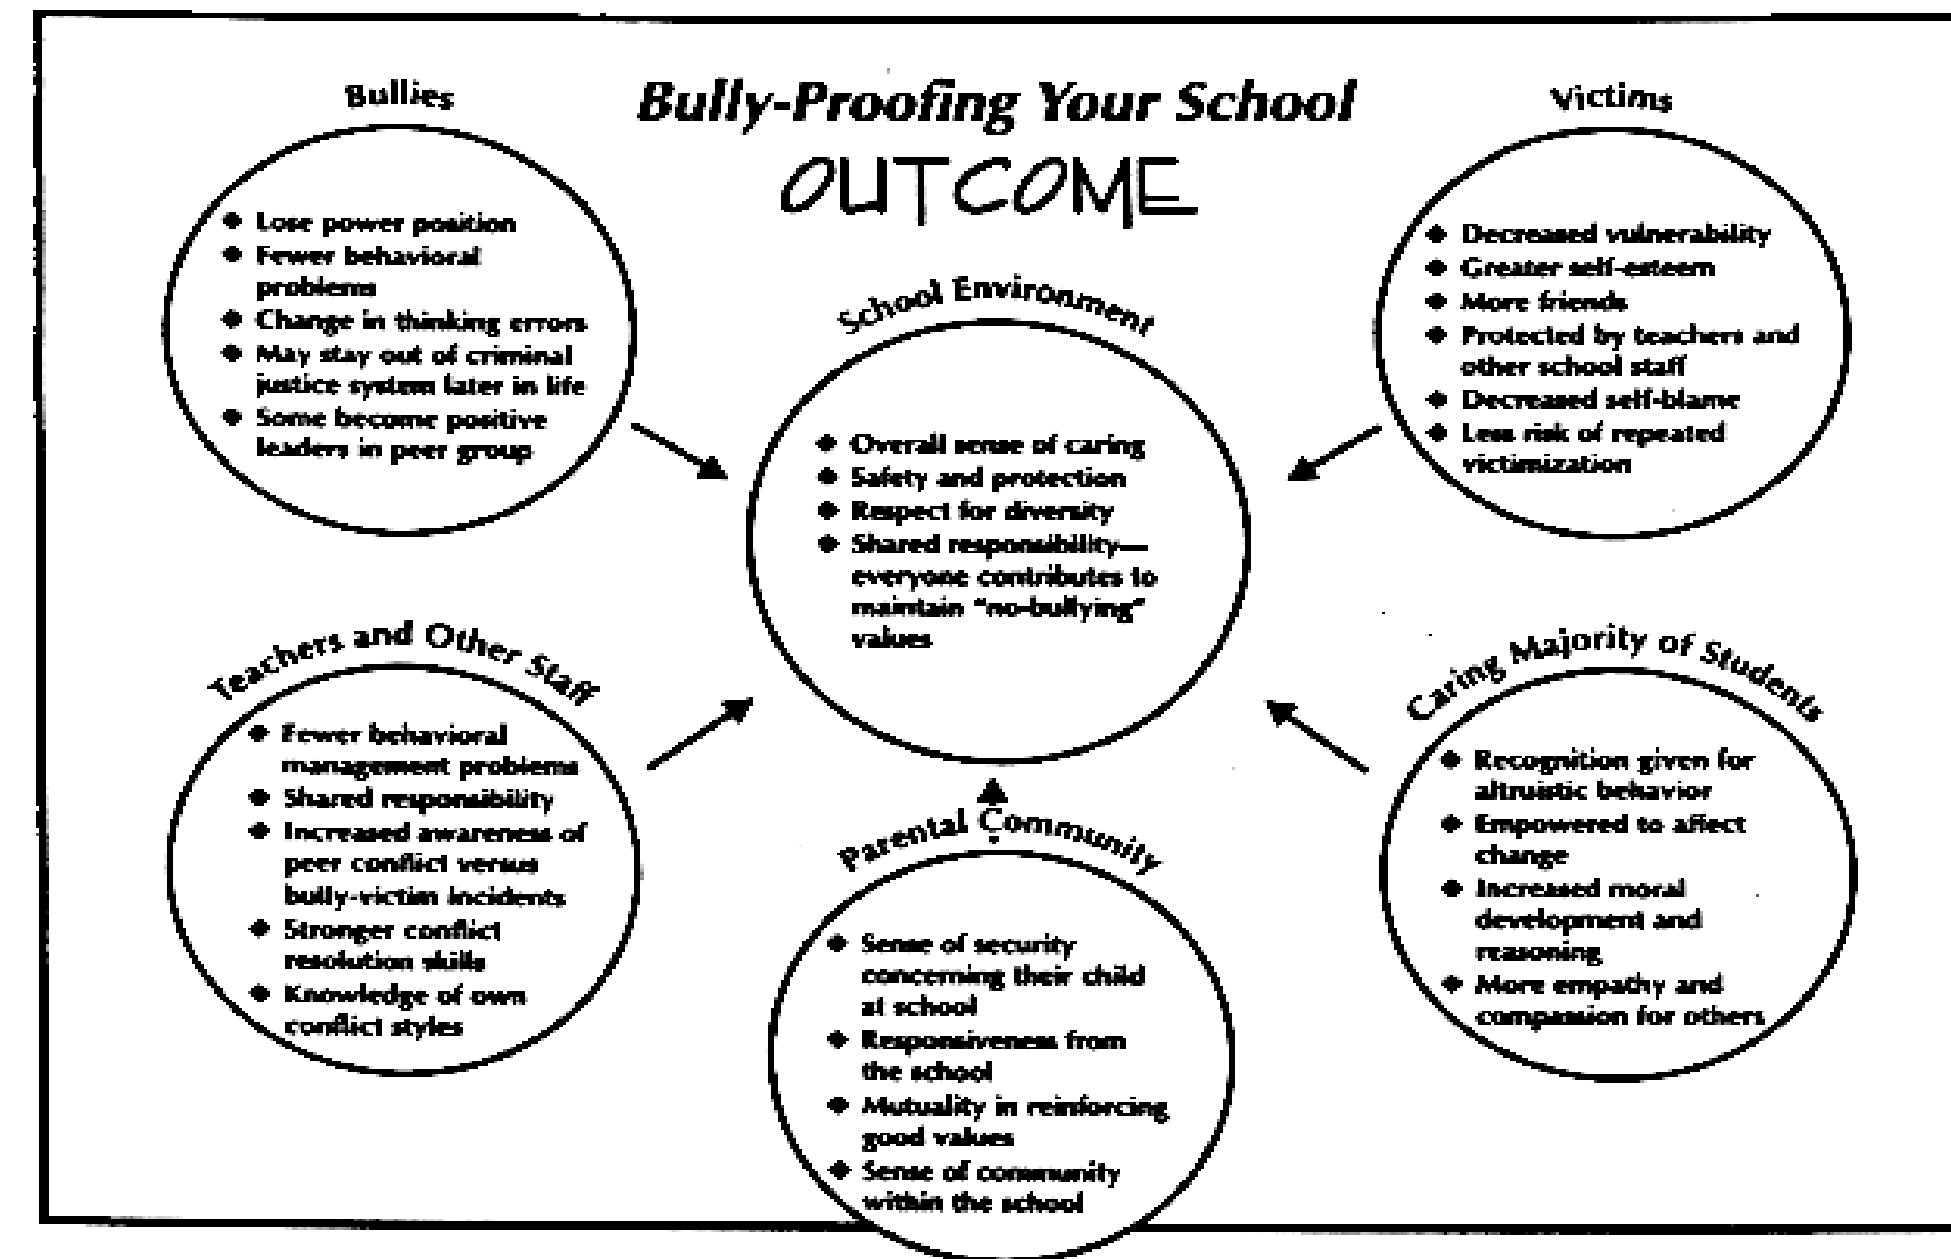 Bully-Proofing Your School
OUTCOME
Bullies
◆ Lose power position
◆ Fewer behavioral
problems
◆ Change in thinking errors
◆ May stay out of criminal
justice system later in life
◆ Some become positive
leaders in peer group
Victims
◆ Decreased vulnerability
◆ Greater self-esteem
◆ More friends
◆ Protected by teachers and
other school staff
◆ Decreased self-blame
◆ Less risk of repeated
victimization
School Environment
◆ Overall sense of caring
◆ Safety and protection
◆ Respect for diversity
◆ Shared responsibility—
everyone contributes to
maintain "no-bullying"
values
Teachers and Other Staff
◆ Fewer behavioral
management problems
◆ Shared responsibility
◆ Increased awareness of
peer conflict versus
bully-victim incidents
◆ Stronger conflict
resolution skills
◆ Knowledge of own
conflict styles
Caring Majority of Students
◆ Recognition given for
altruistic behavior
◆ Empowered to affect
change
◆ Increased moral
development and
reasoning
◆ More empathy and
compassion for others
Parental Community
◆ Sense of security
concerning their child
at school
◆ Responsiveness from
the school
◆ Mutuality in reinforcing
good values
◆ Sense of community
within the school